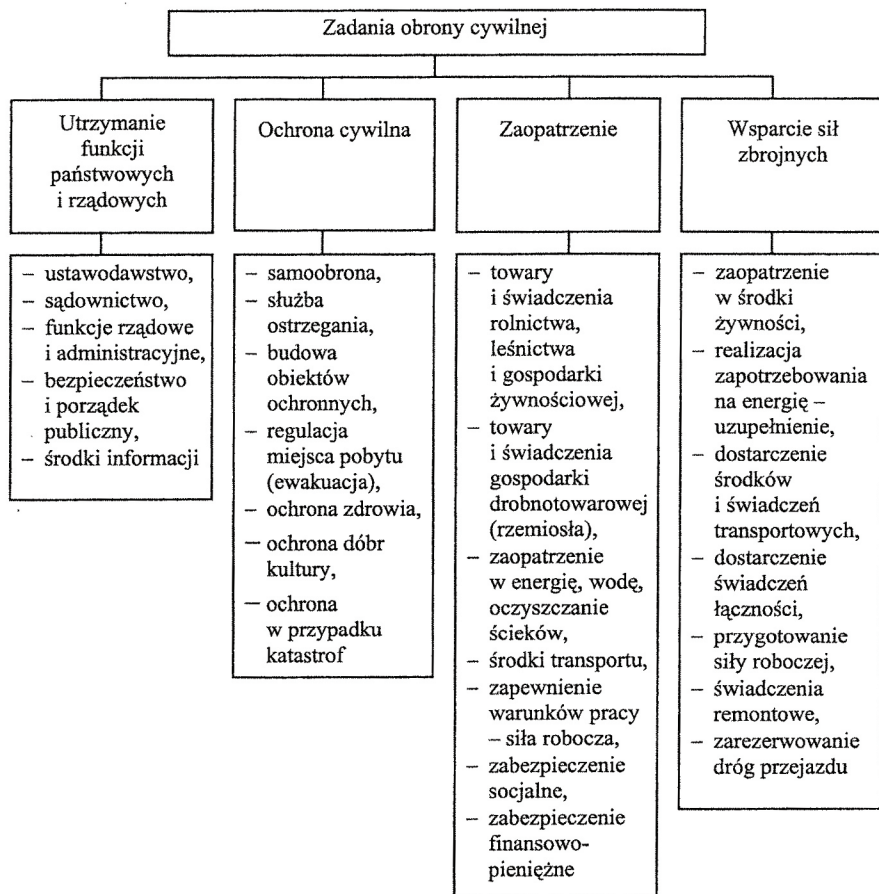 Zadania obrony cywilnej
Utrzymanie
funkcji
państwowych
i rządowych
– ustawodawstwo,
– sądownictwo,
– funkcje rządowe
i administracyjne,
– bezpieczeństwo
i porządek
publiczny,
– środki informacji
Ochrona cywilna
– samoobrona,
– służba
ostrzegania,
– budowa
obiektów
ochronnych,
– regulacja
miejsca pobytu
(ewakuacja),
– ochrona zdrowia,
– ochrona dóbr
kultury,
– ochrona
w przypadku
katastrof
Zaopatrzenie
– towary
i świadczenia
rolnictwa,
leśnictwa
i gospodarki
żywnościowej,
– towary
i świadczenia
gospodarki
drobnotowarowej
(rzemiosła),
– zaopatrzenie
w energię, wodę,
oczyszczanie
ścieków,
– środki transportu,
– zapewnienie
warunków pracy
– siła robocza,
– zabezpieczenie
socjalne,
– zabezpieczenie
finansowo-
pieniężne
Wsparcie sił
zbrojnych
– zaopatrzenie
w środki
żywności,
– realizacja
zapotrzebowania
na energię –
uzupełnienie,
– dostarczenie
środków
i świadczeń
transportowych,
– dostarczenie
świadczeń
łączności,
– przygotowanie
siły roboczej,
– świadczenia
remontowe,
– zarezerwowanie
dróg przejazdu